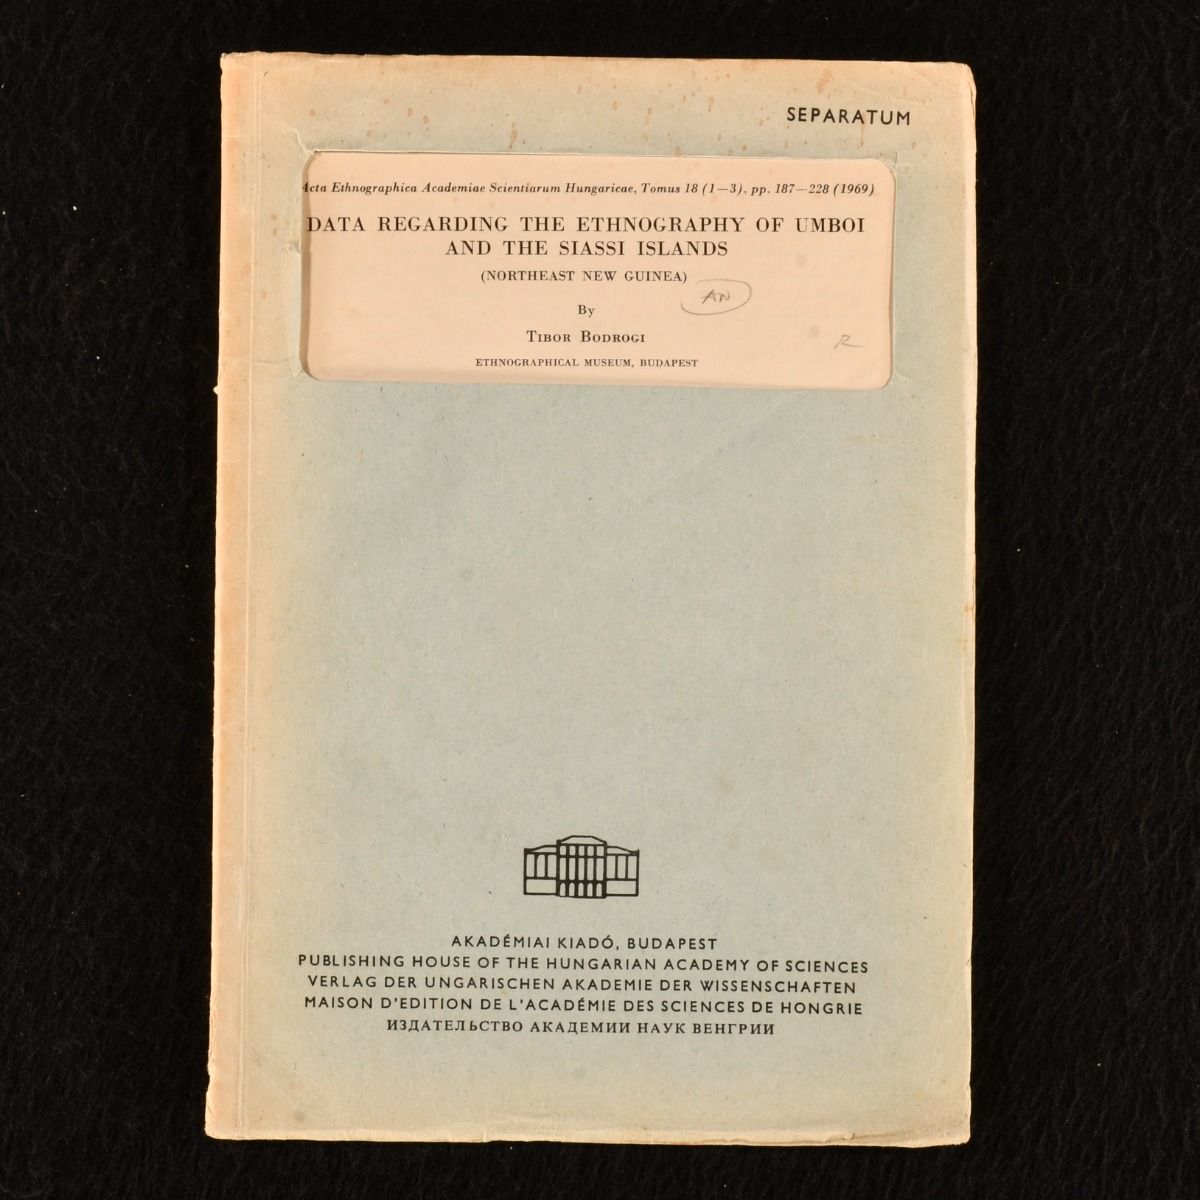 SEPARATUM
Acta Ethnographica Academiae Scientiarum Hungaricae, Tomus 18 (1—3), pp. 187—228 (1969)
DATA REGARDING THE ETHNOGRAPHY OF UMBOI
AND THE SIASSI ISLANDS
(NORTHEAST NEW GUINEA)
AN
By
TIBOR BODROGI
R
ETHNOGRAPHICAL MUSEUM, BUDAPEST
AKADÉMIAI KIADÓ, BUDAPEST
PUBLISHING HOUSE OF THE HUNGARIAN ACADEMY OF SCIENCES
VERLAG DER UNGARISCHEN AKADEMIE DER WISSENSCHAFTEN
MAISON D'EDITION DE L'ACADÉMIE DES SCIENCES DE HONGRIE
ИЗДАТЕЛЬСТВО АКАДЕМИИ НАУК ВЕНГРИИ